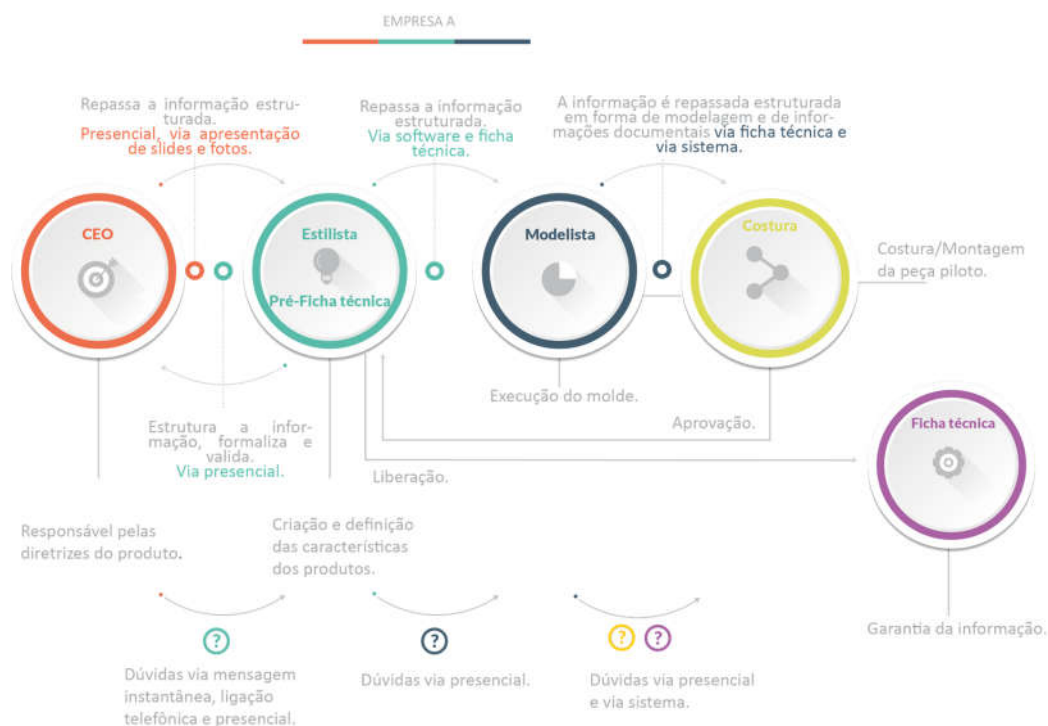 EMPRESA A
Repassa a informação estru-
turada.
Presencial, via apresentação
de slides e fotos.
Repassa a informação
estruturada.
Via software e ficha
técnica.
A informação é repassada estruturada
em forma de modelagem e de infor-
mações documentais via ficha técnica e
via sistema.
CEO
Estilista
Pré-Ficha técnica
Modelista
Costura
Costura/Montagem
da peça piloto.
Estrutura a infor-
mação, formaliza e
valida.
Via presencial.
Execução do molde.
Aprovação.
Liberação.
Ficha técnica
Responsável pelas
diretrizes do produto.
Criação e definição
das características
dos produtos.
Garantia da informação.
?
?
?
?
Dúvidas via mensagem
instantânea, ligação
telefônica e presencial.
Dúvidas via presencial.
Dúvidas via presencial
e via sistema.